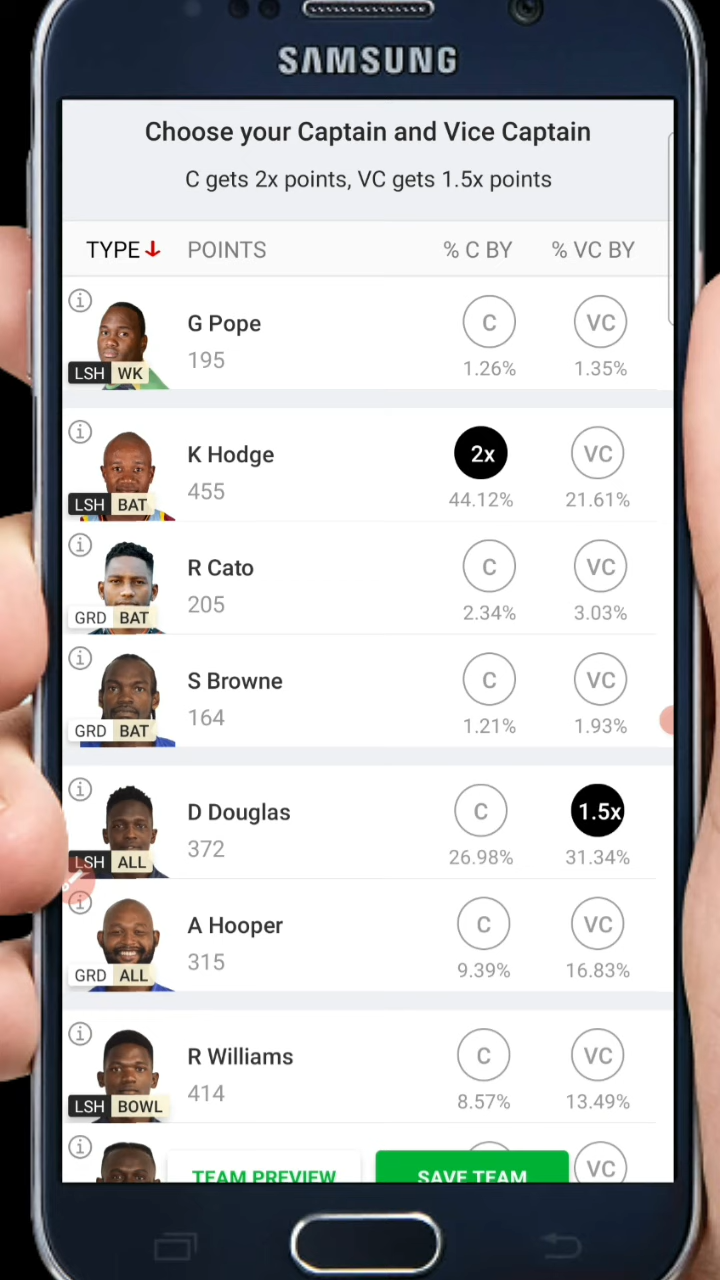 SAMSUNG
Choose your Captain and Vice Captain
C gets 2x points, VC gets 1.5x points
TYPE POINTS % C BY % VC BY
G Pope C VC
195 1.26% 1.35%
LSH WK
K Hodge 2x VC
455 44.12% 21.61%
LSH BAT
R Cato C VC
205 2.34% 3.03%
GRD BAT
S Browne C VC
164 1.21% 1.93%
GRD BAT
D Douglas C 1.5x
372 26.98% 31.34%
LSH ALL
A Hooper C VC
315 9.39% 16.83%
GRD ALL
R Williams C VC
414 8.57% 13.49%
LSH BOWL
VC
TEAM PREVIEW SAVE TEAM